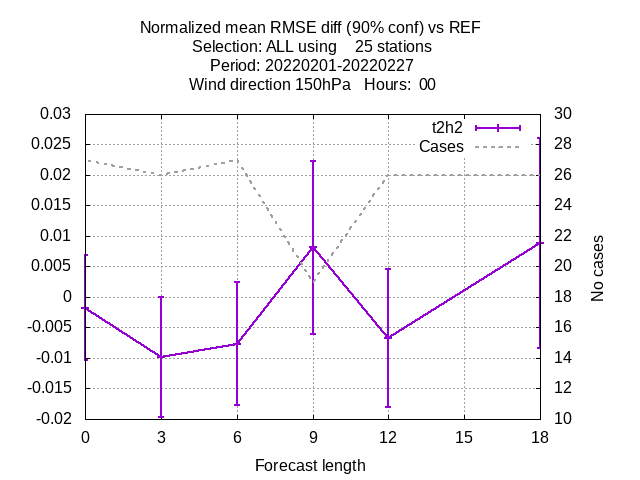 Normalized mean RMSE diff (90% conf) vs REF
Selection: ALL using    25 stations
Period: 20220201-20220227
Wind direction 150hPa   Hours:  00
t2h2
Cases
0.03
0.025
0.02
0.015
0.01
0.005
0
-0.005
-0.01
-0.015
-0.02
30
28
26
24
22
20
18
16
14
12
10
No cases
0 3 6 9 12 15 18
Forecast length